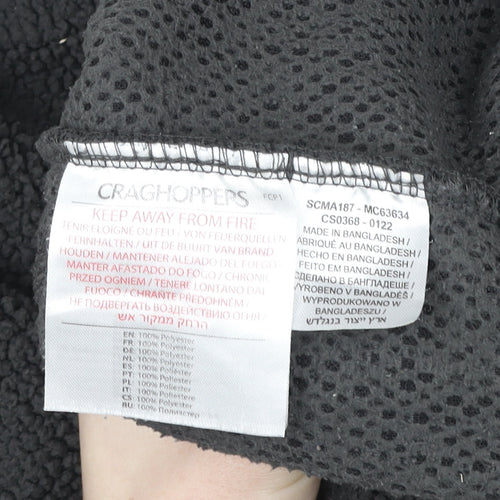 CRAGHOPPERS FCP1
KEEP AWAY FROM FIRE
TENIR ELOIGNE DU FEU - VON FEUERQUELLEN
FERNHALTEN / UIT DE BUURT VAN BRAND
HOUDEN / MANTENER ALEJADO DEL FUEGO
MANTER AFASTADO DO FOGO / CHRONIC
PRZED OGNIEM / TENERE LONTANO DAL
FUOCO / CHRAŇTE PŘEDOHNĚM /
НЕ ПОДВЕРГАТЬ ВОЗДЕЙСТВИЮ ОГНЯ /
הרחק ממקור אש
EN: 100% Polyester
FR: 100% Polyester
DE: 100% Polyester
NL: 100% Polyester
ES: 100% Poliéster
PT: 100% Poliéster
PL: 100% Poliester
IT: 100% Poliestere
CS: 100% Polyester
RU: 100% Полиэстер
SCMA187 - MC63634
CS0368 - 0122
MADE IN BANGLADESH /
FABRIQUÉ AU BANGLADESH /
HECHO EN BANGLADESH /
FEITO EM BANGLADESH /
СДЕЛАНО В БАНГЛАДЕШЕ /
VYROBENO V BANGLADÉŠ /
WYPRODUKOWANO W
BANGLADESZU /
ארץ ייצור בנגלדש